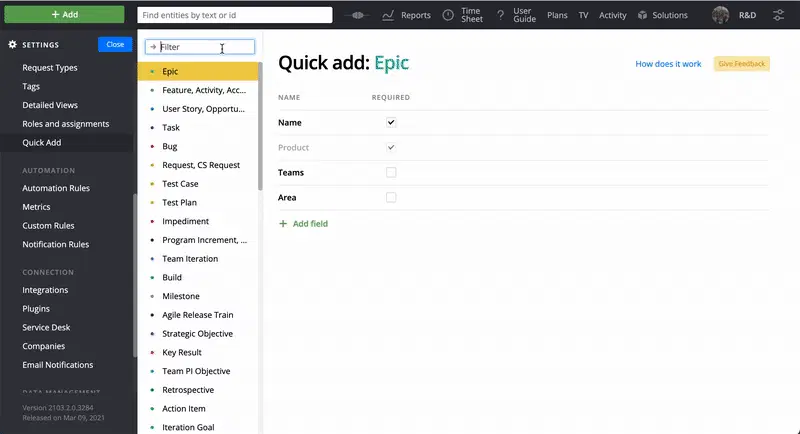 + Add
Find entities by text or id
Reports
Time Sheet
? User Guide
Plans
TV
Activity
Solutions
R&D
SETTINGS
Close
Request Types
Tags
Detailed Views
Roles and assignments
Quick Add
AUTOMATION
Automation Rules
Metrics
Custom Rules
Notification Rules
CONNECTION
Integrations
Plugins
Service Desk
Companies
Email Notifications
DATA MANAGEMENT
Version 2103.2.0.3284
Released on Mar 09, 2021
Filter
Epic
Feature, Activity, Acc...
User Story, Opportu...
Task
Bug
Request, CS Request
Test Case
Test Plan
Impediment
Program Increment, ...
Team Iteration
Build
Milestone
Agile Release Train
Strategic Objective
Key Result
Team PI Objective
Retrospective
Action Item
Iteration Goal
Quick add: Epic
How does it work
Give Feedback
NAME REQUIRED
Name
Product
Teams
Area
+ Add field